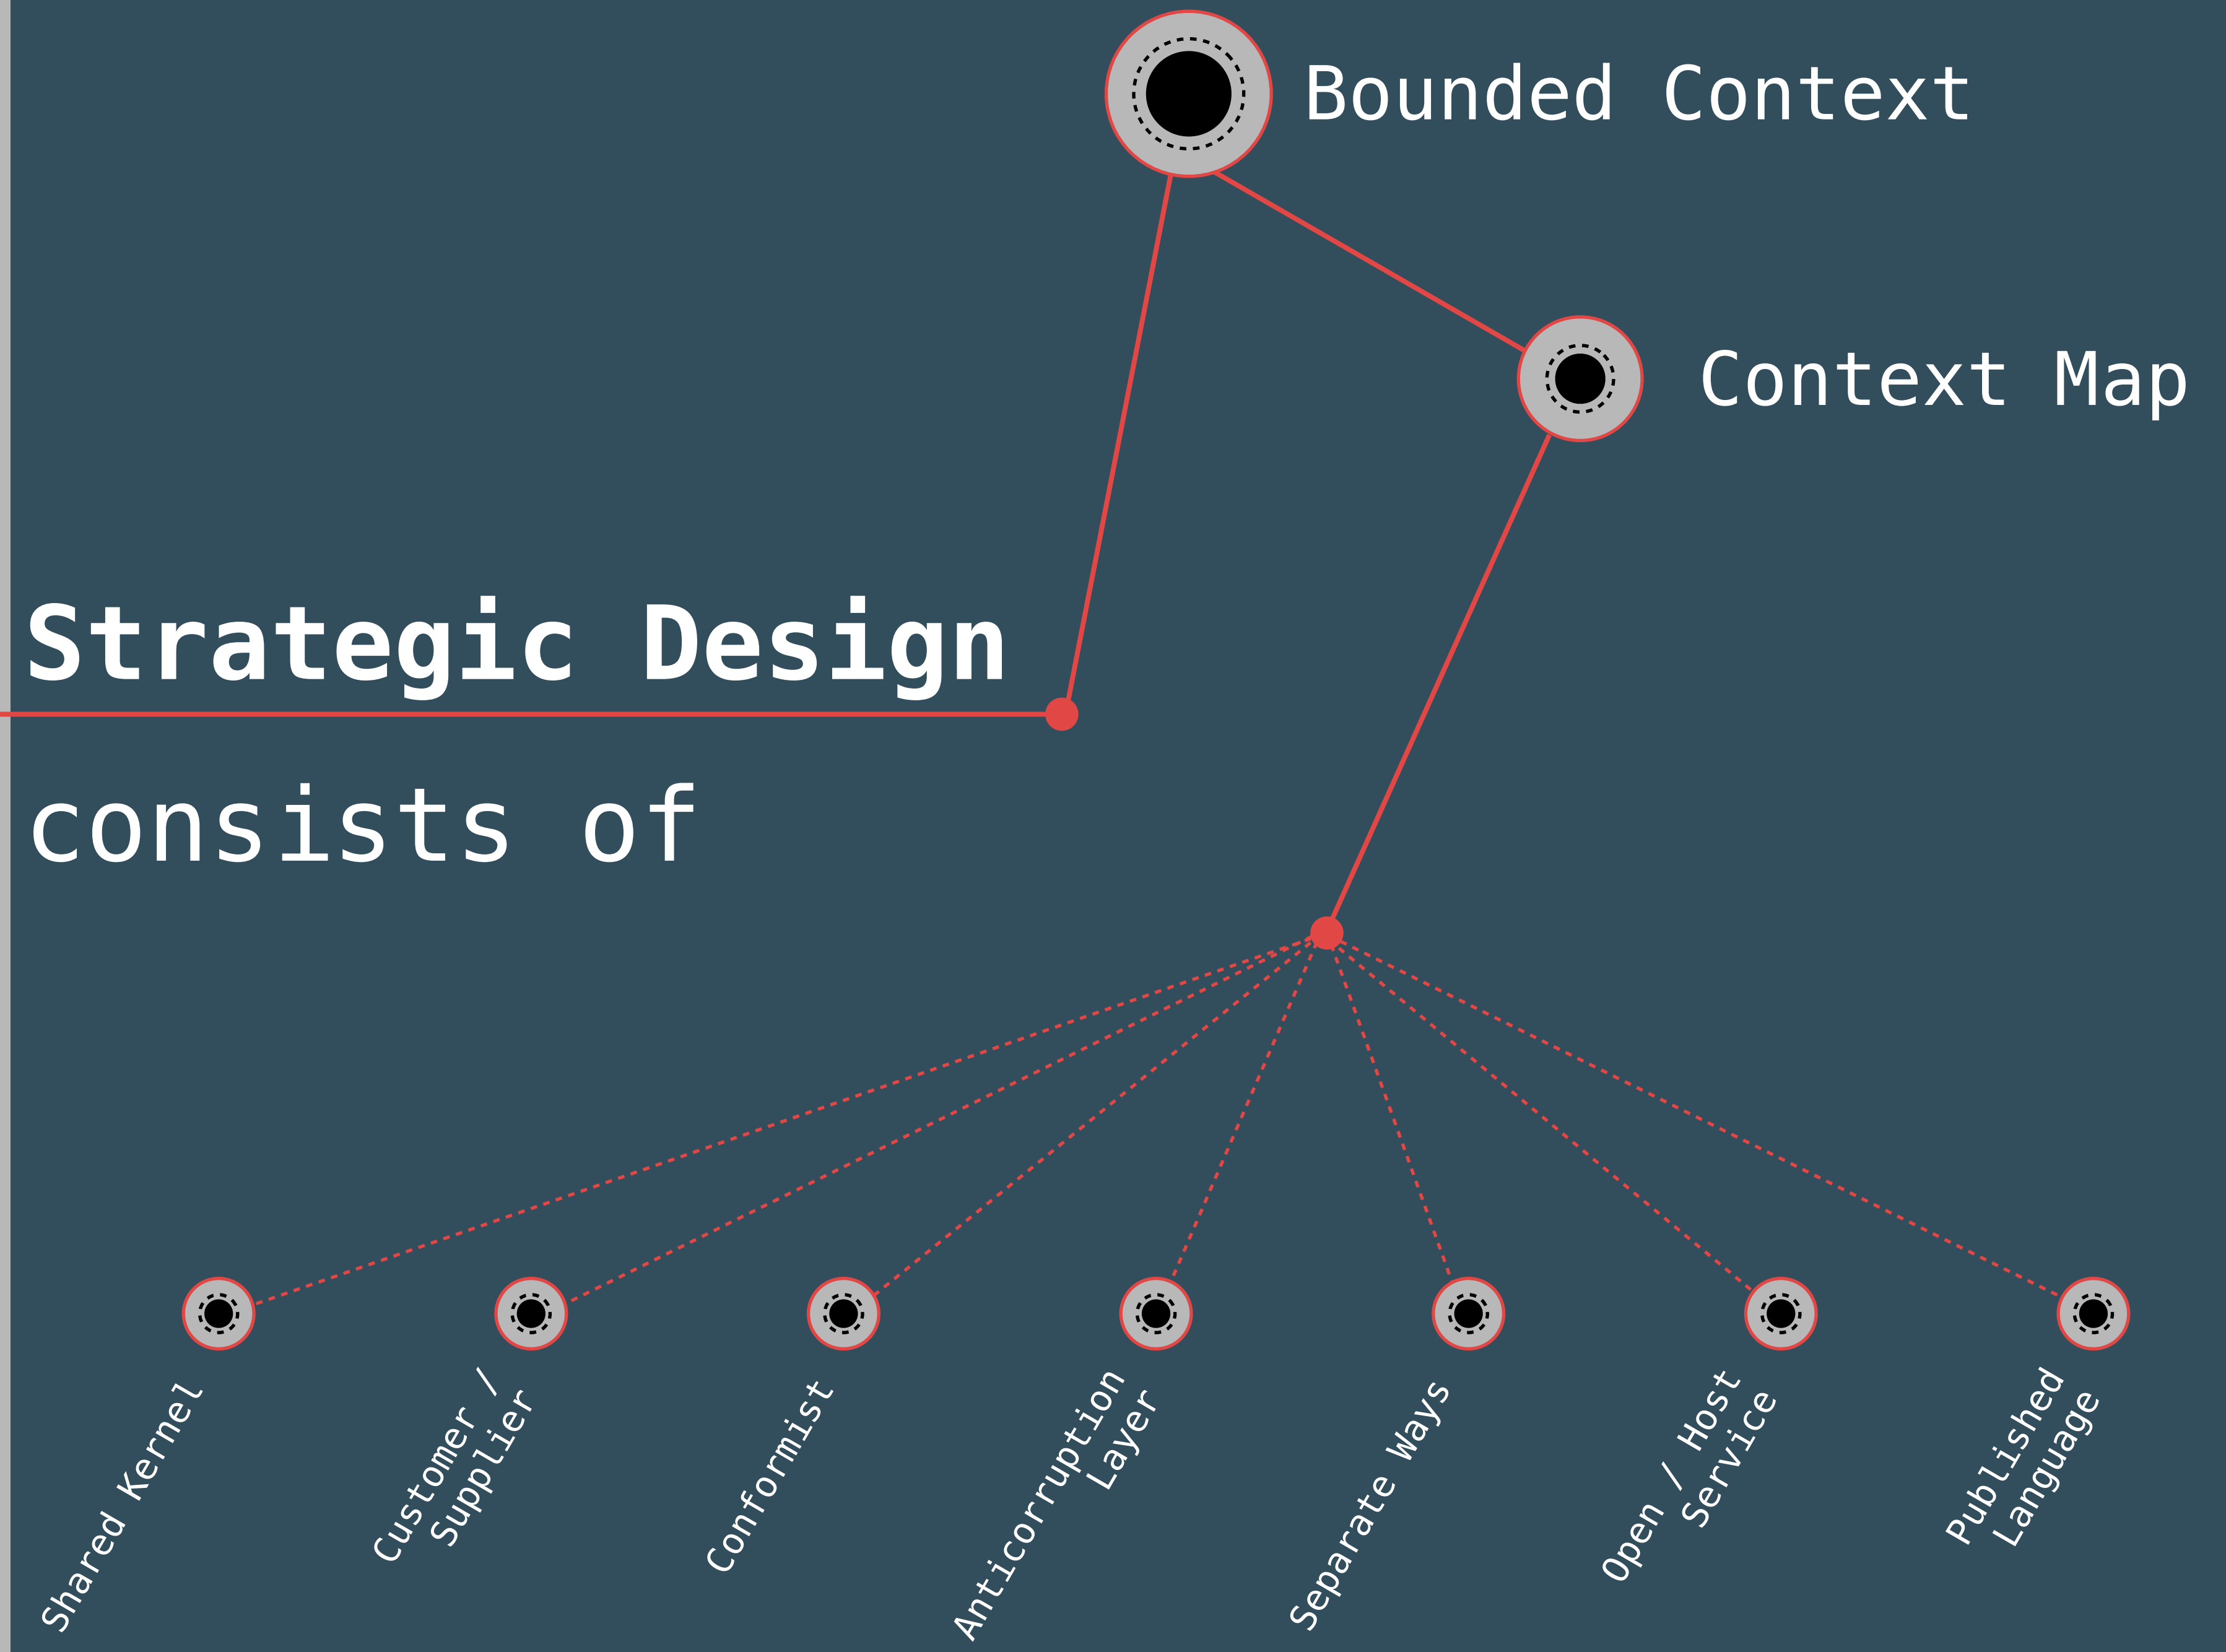 Bounded Context
Context Map
Strategic Design
consists of
Shared Kernel
Customer /
Supplier
Conformist
Anticorruption
Layer
Separate Ways
Open / Host
Service
Published
Language